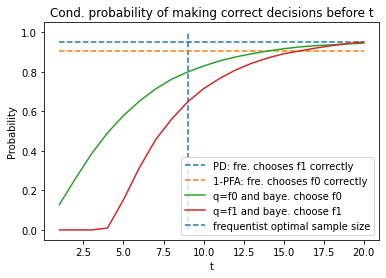 Cond. probability of making correct decisions before t
1.0
0.8
0.6
0.4
0.2
0.0
Probability
PD: fre. chooses f1 correctly
1-PFA: fre. chooses f0 correctly
q=f0 and baye. choose f0
q=f1 and baye. choose f1
frequentist optimal sample size
2.5 5.0 7.5 10.0 12.5 15.0 17.5 20.0
t